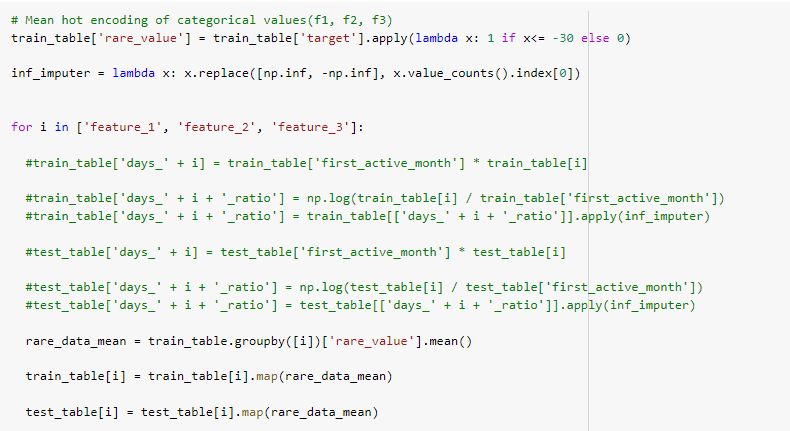 # Mean hot encoding of categorical values(f1, f2, f3)
train_table['rare_value'] = train_table['target'].apply(lambda x: 1 if x<= -30 else 0)
inf_imputer = lambda x: x.replace([np.inf, -np.inf], x.value_counts().index[0])
for i in ['feature_1', 'feature_2', 'feature_3']:
#train_table['days_' + i] = train_table['first_active_month'] * train_table[i]
#train_table['days_' + i + '_ratio'] = np.log(train_table[i] / train_table['first_active_month'])
#train_table['days_' + i + '_ratio'] = train_table[['days_' + i + '_ratio']].apply(inf_imputer)
#test_table['days_' + i] = test_table['first_active_month'] * test_table[i]
#test_table['days_' + i + '_ratio'] = np.log(test_table[i] / test_table['first_active_month'])
#test_table['days_' + i + '_ratio'] = test_table[['days_' + i + '_ratio']].apply(inf_imputer)
rare_data_mean = train_table.groupby([i])['rare_value'].mean()
train_table[i] = train_table[i].map(rare_data_mean)
test_table[i] = test_table[i].map(rare_data_mean)